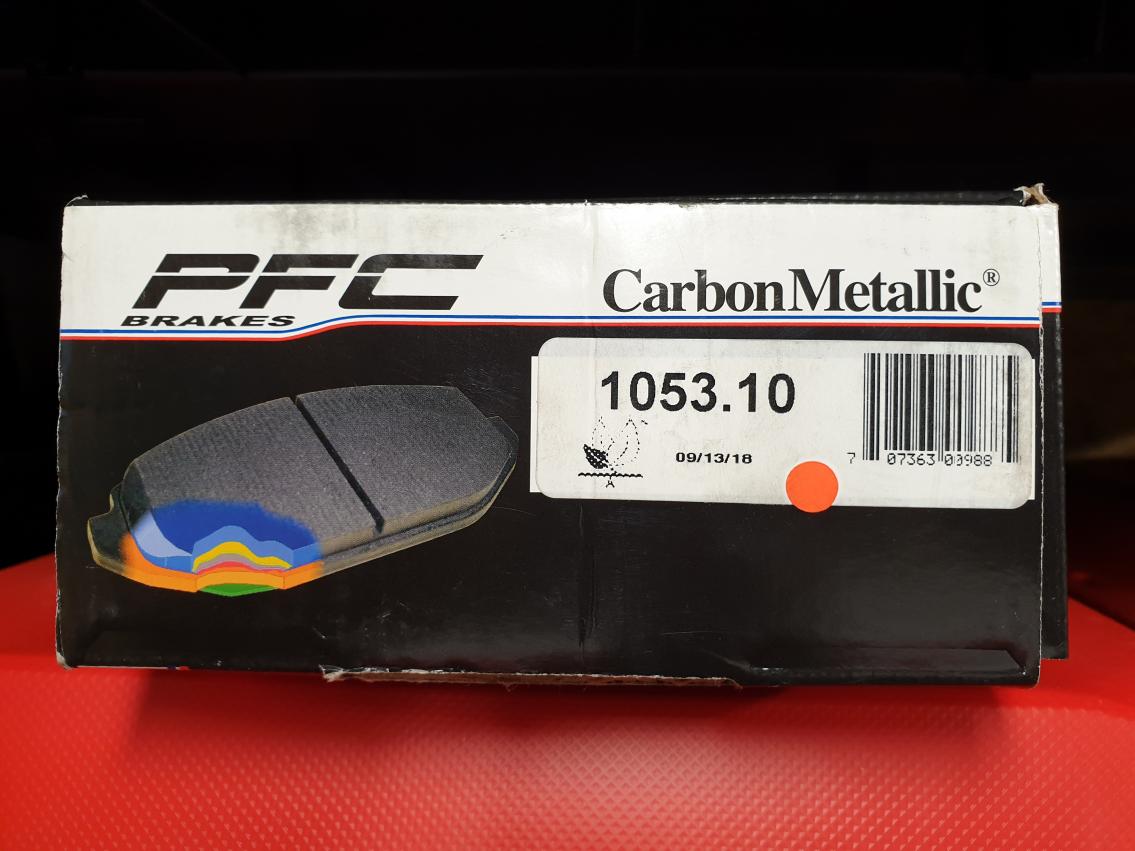 PFC
BRAKES
CarbonMetallic®
1053.10
09/13/18
7 07363 00988